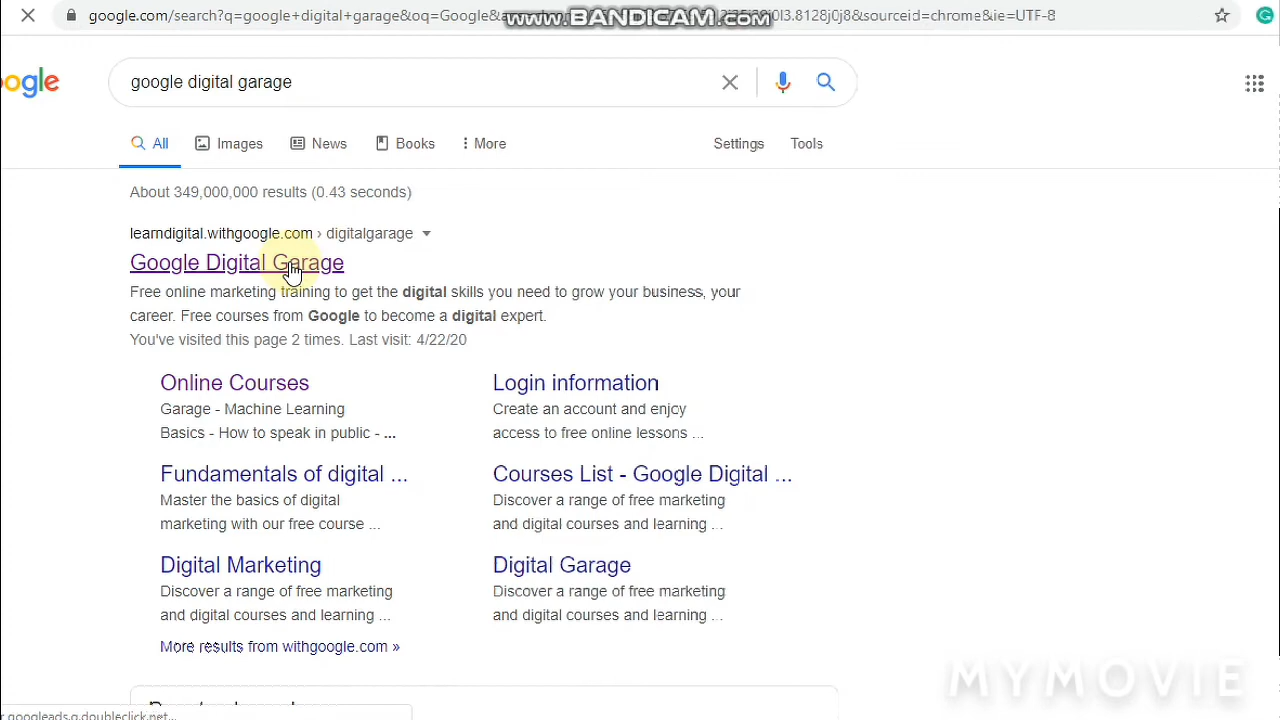 google.com/search?q=google+digital+garage&oq=Google&a
0l3.8128j0j8&sourceid=chrome&ie=UTF-8
www.BANDICAM.com
ogle
google digital garage
All Images News Books More Settings Tools
About 349,000,000 results (0.43 seconds)
learndigital.withgoogle.com › digitalgarage
Google Digital Garage
Free online marketing training to get the digital skills you need to grow your business, your
career. Free courses from Google to become a digital expert.
You've visited this page 2 times. Last visit: 4/22/20
Online Courses
Garage - Machine Learning
Basics - How to speak in public - ...
Login information
Create an account and enjoy
access to free online lessons ...
Fundamentals of digital ...
Master the basics of digital
marketing with our free course ...
Courses List - Google Digital ...
Discover a range of free marketing
and digital courses and learning ...
Digital Marketing
Discover a range of free marketing
and digital courses and learning ...
Digital Garage
Discover a range of free marketing
and digital courses and learning ...
More results from withgoogle.com »
googleads.g.doubleclick.net...
MYMOVIE